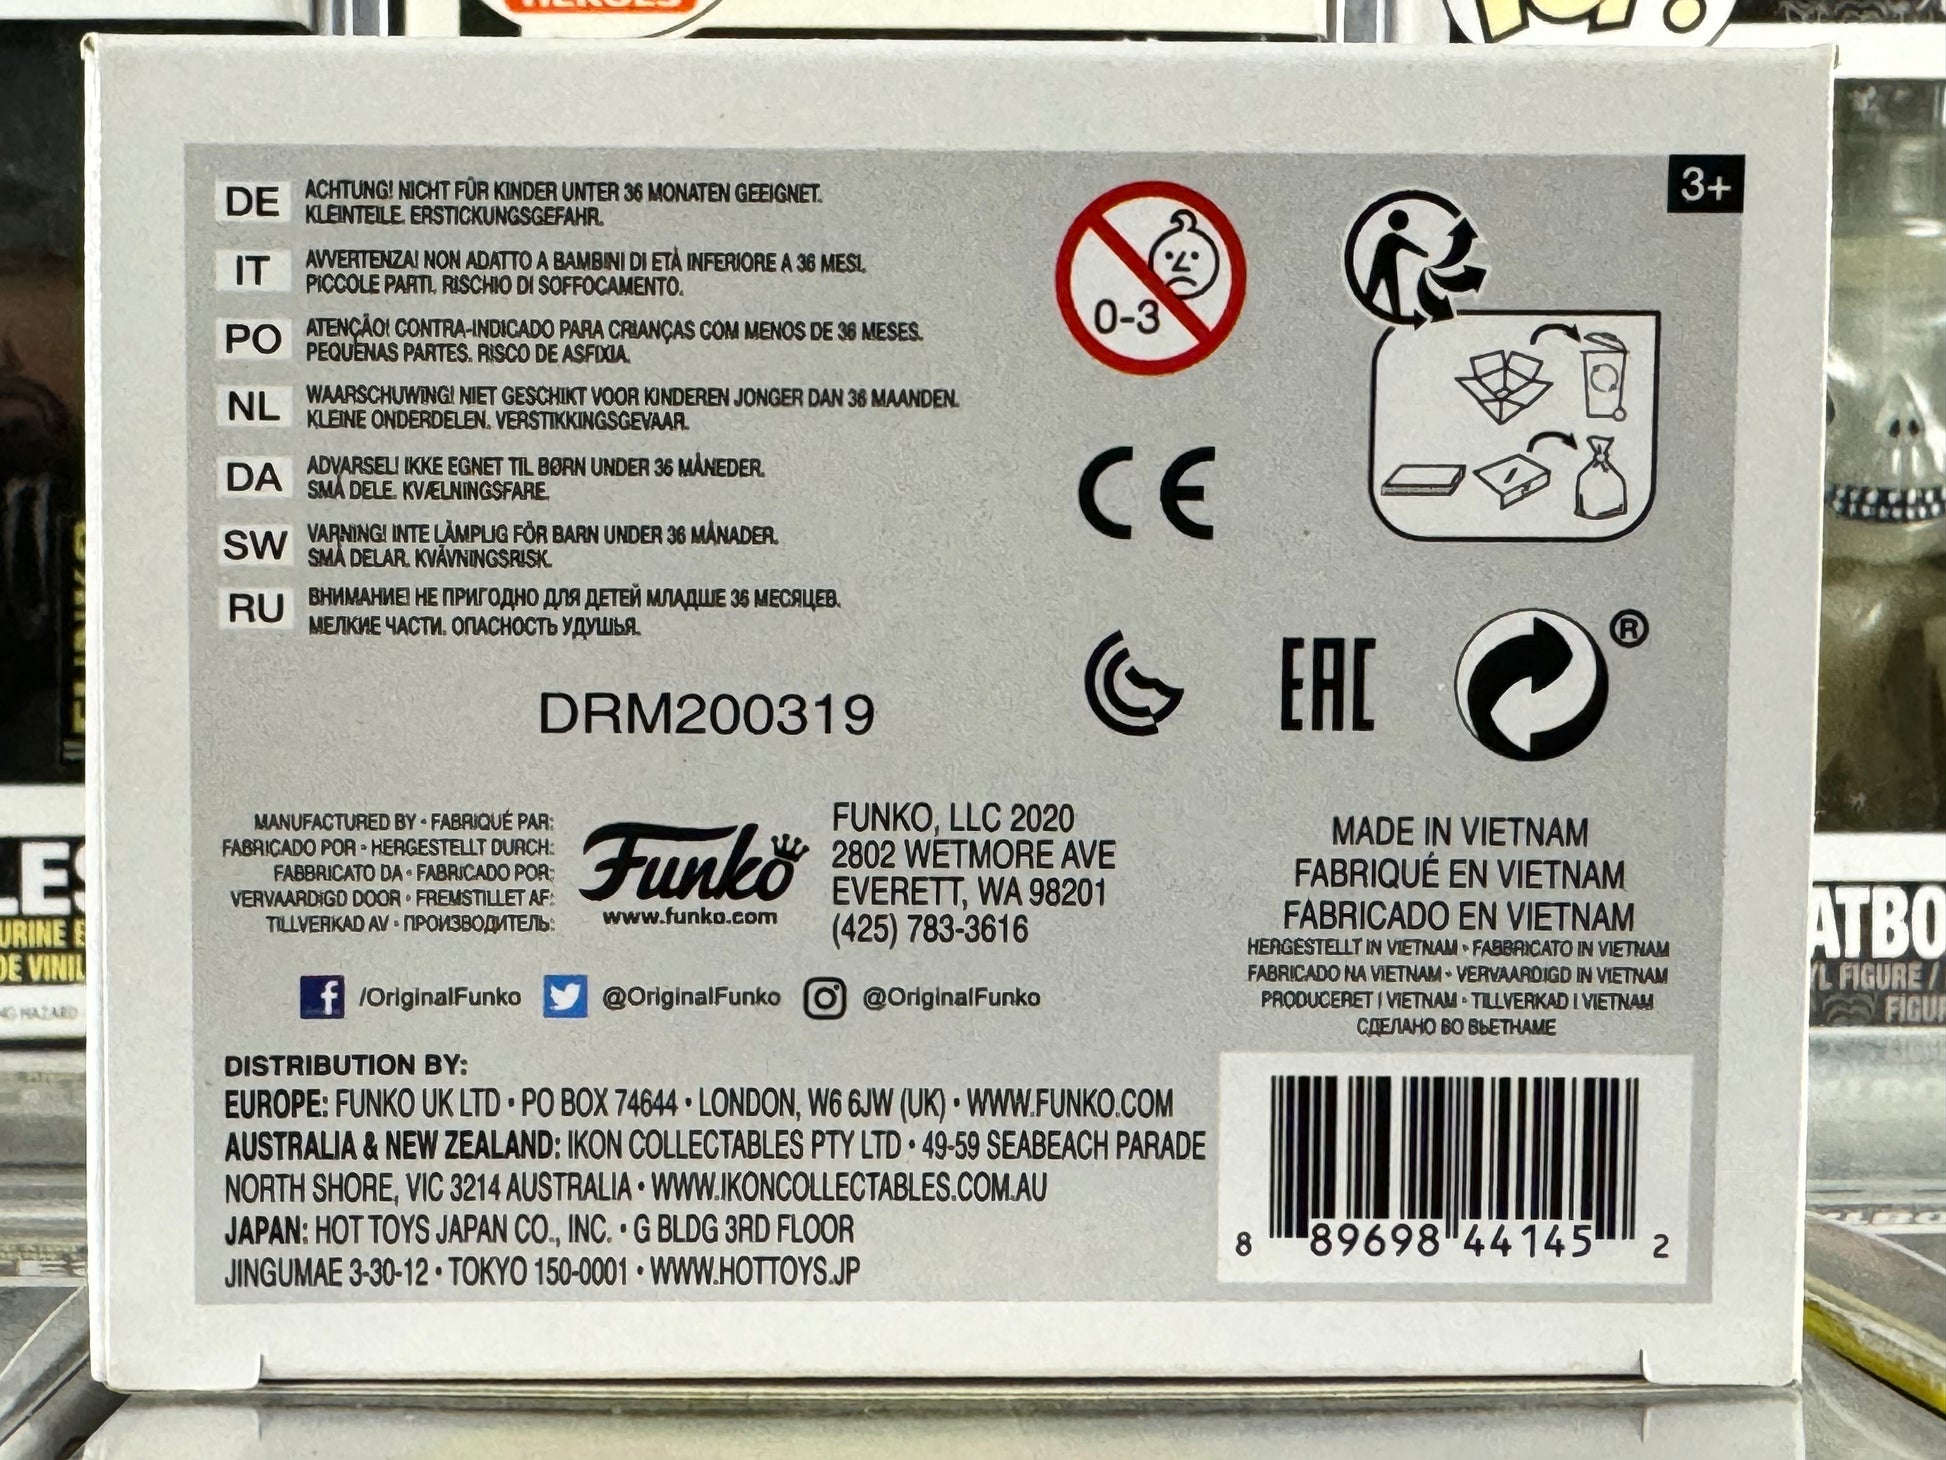 HEROES
3+
DE ACHTUNG! NICHT FÜR KINDER UNTER 36 MONATEN GEEIGNET.
KLEINTEILE. ERSTICKUNGSGEFAHR.
IT AVVERTENZA! NON ADATTO A BAMBINI DI ETÀ INFERIORE A 36 MESI.
PICCOLE PARTI. RISCHIO DI SOFFOCAMENTO.
PO ATENÇÃO! CONTRA-INDICADO PARA CRIANÇAS COM MENOS DE 36 MESES.
PEQUENAS PARTES. RISCO DE ASFIXIA.
NL WAARSCHUWING! NIET GESCHIKT VOOR KINDEREN JONGER DAN 36 MAANDEN.
KLEINE ONDERDELEN. VERSTIKKINGSGEVAAR.
DA ADVARSEL! IKKE EGNET TIL BØRN UNDER 36 MÅNEDER.
SMÅ DELE. KVÆLNINGSFARE.
SW VARNING! INTE LÄMPLIG FÖR BARN UNDER 36 MÅNADER.
SMÅ DELAR. KVÄVNINGSRISK.
RU ВНИМАНИЕ! НЕ ПРИГОДНО ДЛЯ ДЕТЕЙ МЛАДШЕ 36 МЕСЯЦЕВ.
МЕЛКИЕ ЧАСТИ. ОПАСНОСТЬ УДУШЬЯ.
0-3
CE
EAC
®
DRM200319
MANUFACTURED BY • FABRIQUÉ PAR:
FABRICADO POR • HERGESTELLT DURCH:
FABBRICATO DA • FABRICADO POR:
VERVAARDIGD DOOR • FREMSTILLET AF:
TILLVERKAD AV • ПРОИЗВОДИТЕЛЬ:
Funko
www.funko.com
FUNKO, LLC 2020
2802 WETMORE AVE
EVERETT, WA 98201
(425) 783-3616
MADE IN VIETNAM
FABRIQUÉ EN VIETNAM
FABRICADO EN VIETNAM
HERGESTELLT IN VIETNAM • FABBRICATO IN VIETNAM
FABRICADO NA VIETNAM • VERVAARDIGD IN VIETNAM
PRODUCERET I VIETNAM • TILLVERKAD I VIETNAM
СДЕЛАНО ВО ВЬЕТНАМЕ
/OriginalFunko @OriginalFunko @OriginalFunko
DISTRIBUTION BY:
EUROPE: FUNKO UK LTD • PO BOX 74644 • LONDON, W6 6JW (UK) • WWW.FUNKO.COM
AUSTRALIA & NEW ZEALAND: IKON COLLECTABLES PTY LTD • 49-59 SEABEACH PARADE
NORTH SHORE, VIC 3214 AUSTRALIA • WWW.IKONCOLLECTABLES.COM.AU
JAPAN: HOT TOYS JAPAN CO., INC. • G BLDG 3RD FLOOR
JINGUMAE 3-30-12 • TOKYO 150-0001 • WWW.HOTTOYS.JP
8 89698 44145 2